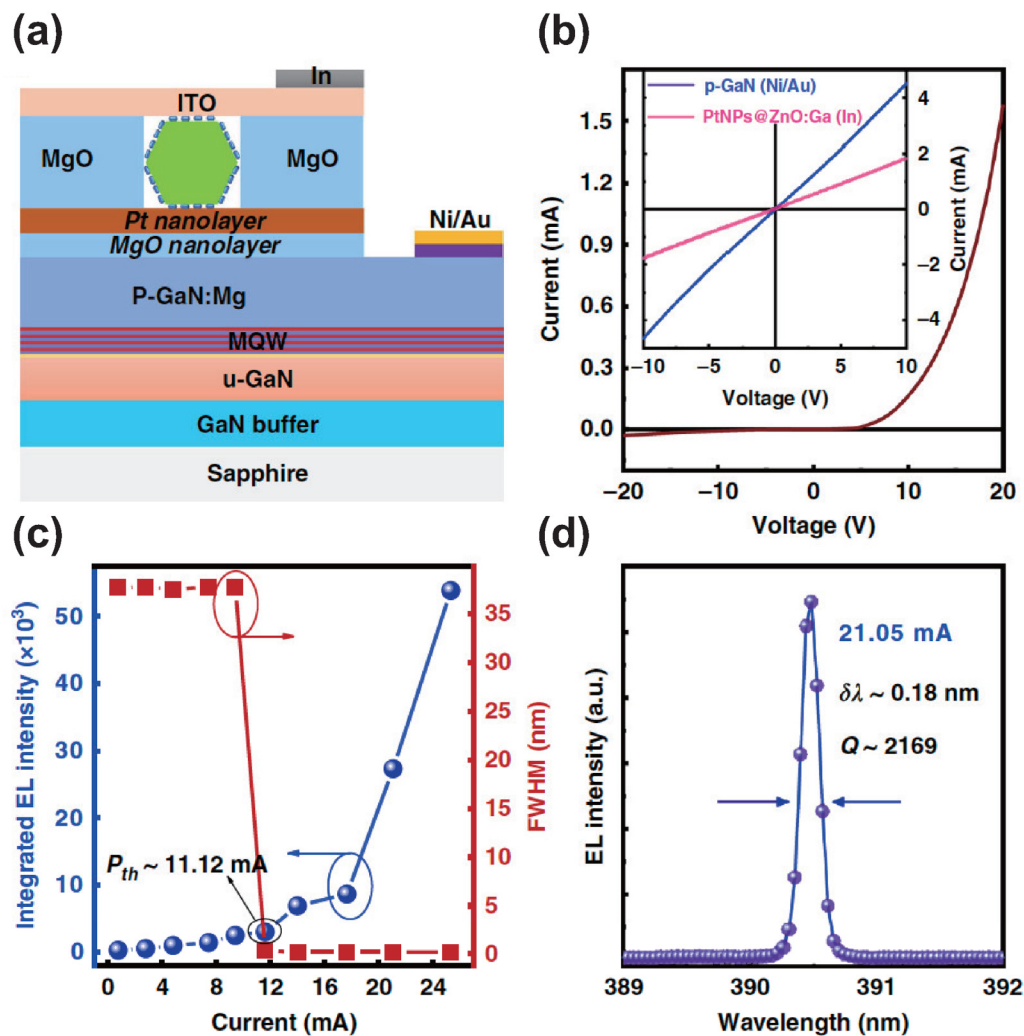 (a)
In
ITO
MgO
MgO
Pt nanolayer
MgO nanolayer
Ni/Au
P-GaN:Mg
MQW
u-GaN
GaN buffer
Sapphire
(b)
Current (mA)
1.5
1.2
0.9
0.6
0.3
0.0
−20
−10
0
10
20
Voltage (V)
p-GaN (Ni/Au)
PtNPs@ZnO:Ga (In)
4
2
0
−2
−4
Current (mA)
−10
−5
0
5
10
Voltage (V)
(c)
Integrated EL intensity (×10³)
50
40
30
20
10
0
Pth ~ 11.12 mA
35
30
25
20
15
10
5
0
FWHM (nm)
0
4
8
12
16
20
24
Current (mA)
(d)
EL intensity (a.u.)
21.05 mA
δλ ~ 0.18 nm
Q ~ 2169
389
390
391
392
Wavelength (nm)